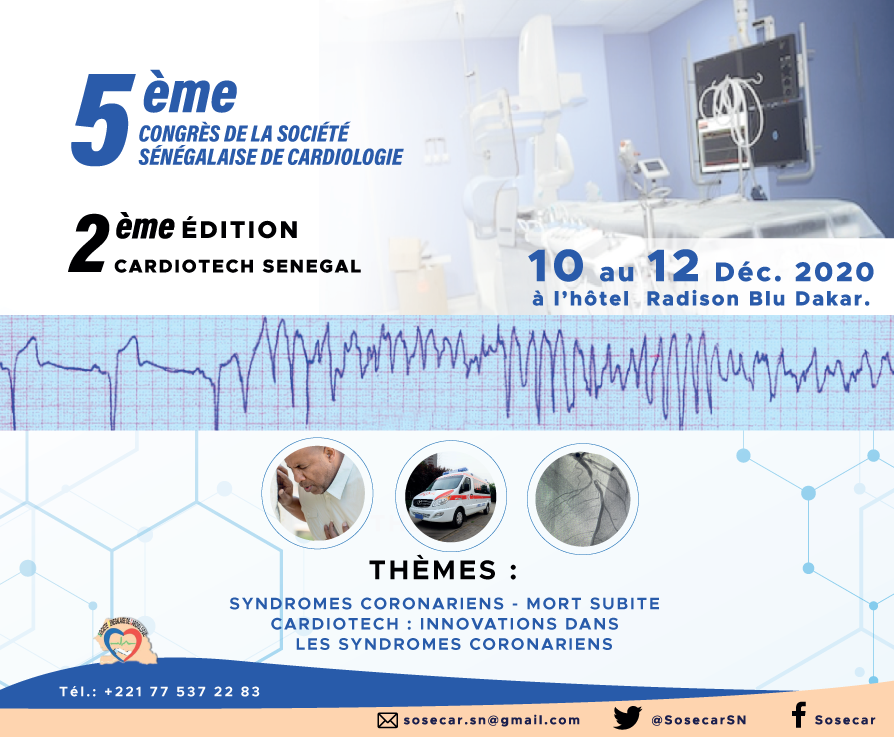 5ème
CONGRÈS DE LA SOCIÉTÉ
SÉNÉGALAISE DE CARDIOLOGIE
2ème ÉDITION
CARDIOTECH SENEGAL
10 au 12 Déc. 2020
à l'hôtel Radison Blu Dakar.
THÈMES :
SYNDROMES CORONARIENS - MORT SUBITE
CARDIOTECH : INNOVATIONS DANS
LES SYNDROMES CORONARIENS
Tél.: +221 77 537 22 83
sosecar.sn@gmail.com
@SosecarSN
Sosecar